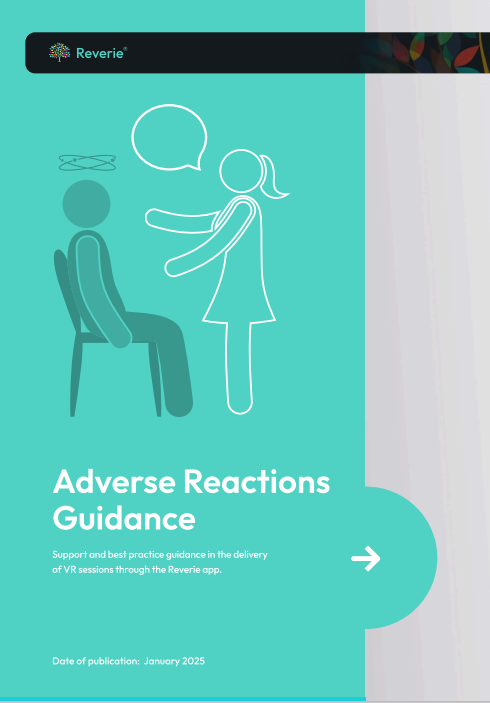 Reverie®
Adverse Reactions
Guidance
Support and best practice guidance in the delivery
of VR sessions through the Reverie app.
Date of publication: January 2025